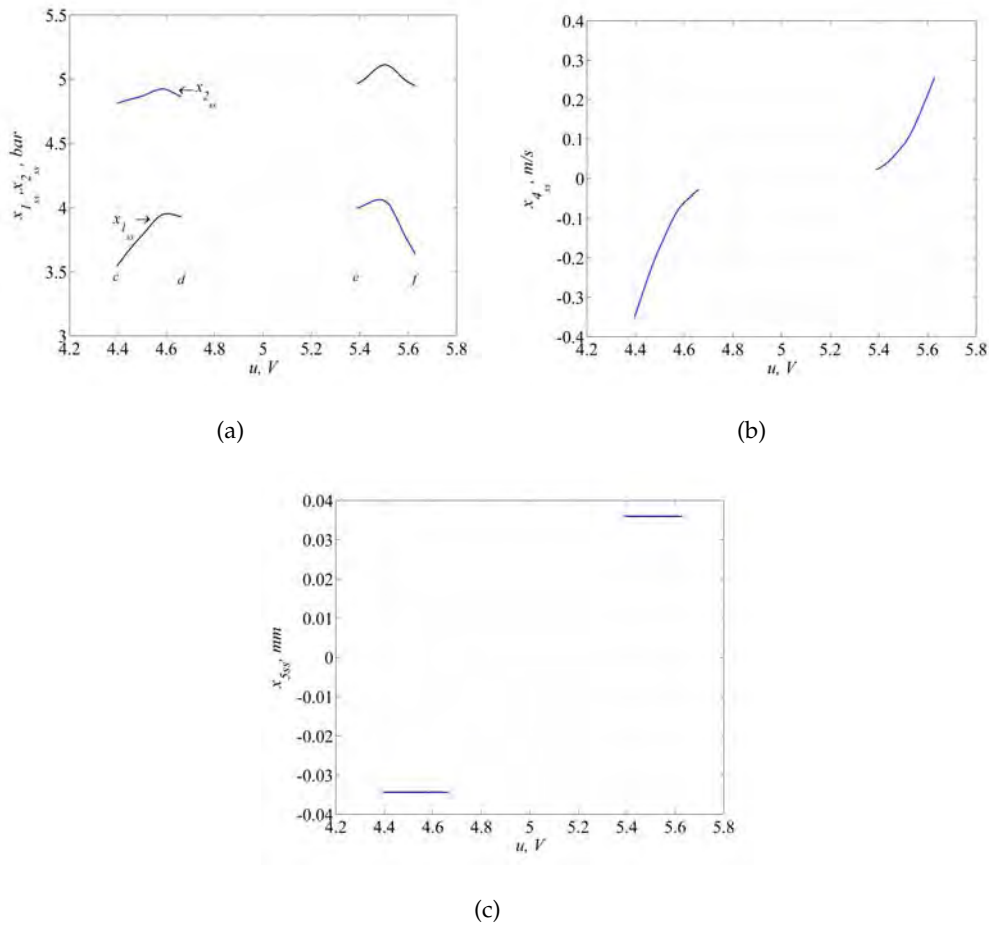 5.5
5
4.5
4
3.5
3
x1ss, x2ss, bar
←x2ss
x1ss →
c
d
e
f
4.2 4.4 4.6 4.8 5 5.2 5.4 5.6 5.8
u, V
(a)
0.4
0.3
0.2
0.1
0
-0.1
-0.2
-0.3
-0.4
x4ss, m/s
4.2 4.4 4.6 4.8 5 5.2 5.4 5.6 5.8
u, V
(b)
0.04
0.03
0.02
0.01
0
-0.01
-0.02
-0.03
-0.04
x5ss, mm
4.2 4.4 4.6 4.8 5 5.2 5.4 5.6 5.8
u, V
(c)